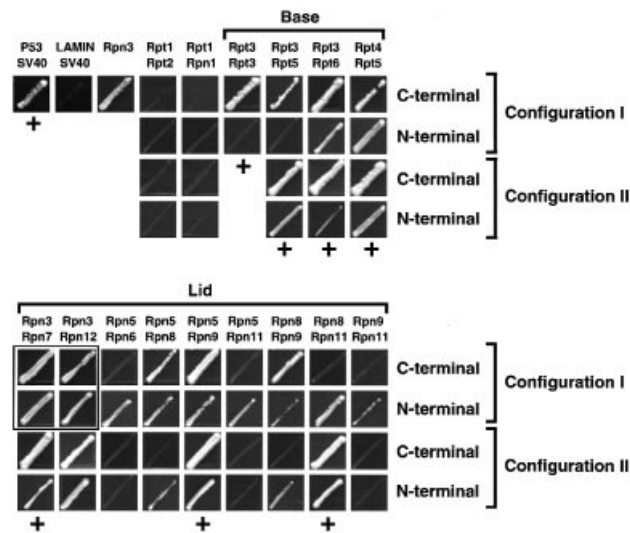 Base
P53 LAMIN Rpn3 Rpt1 Rpt1 Rpt3 Rpt3 Rpt3 Rpt4
SV40 SV40 Rpt2 Rpn1 Rpt3 Rpt5 Rpt6 Rpt5
C-terminal
Configuration I
+
N-terminal
+
C-terminal
Configuration II
N-terminal
+ + +
Lid
Rpn3 Rpn3 Rpn5 Rpn5 Rpn5 Rpn5 Rpn8 Rpn8 Rpn9
Rpn7 Rpn12 Rpn6 Rpn8 Rpn9 Rpn11 Rpn9 Rpn11 Rpn11
C-terminal
Configuration I
N-terminal
C-terminal
Configuration II
N-terminal
+ + +